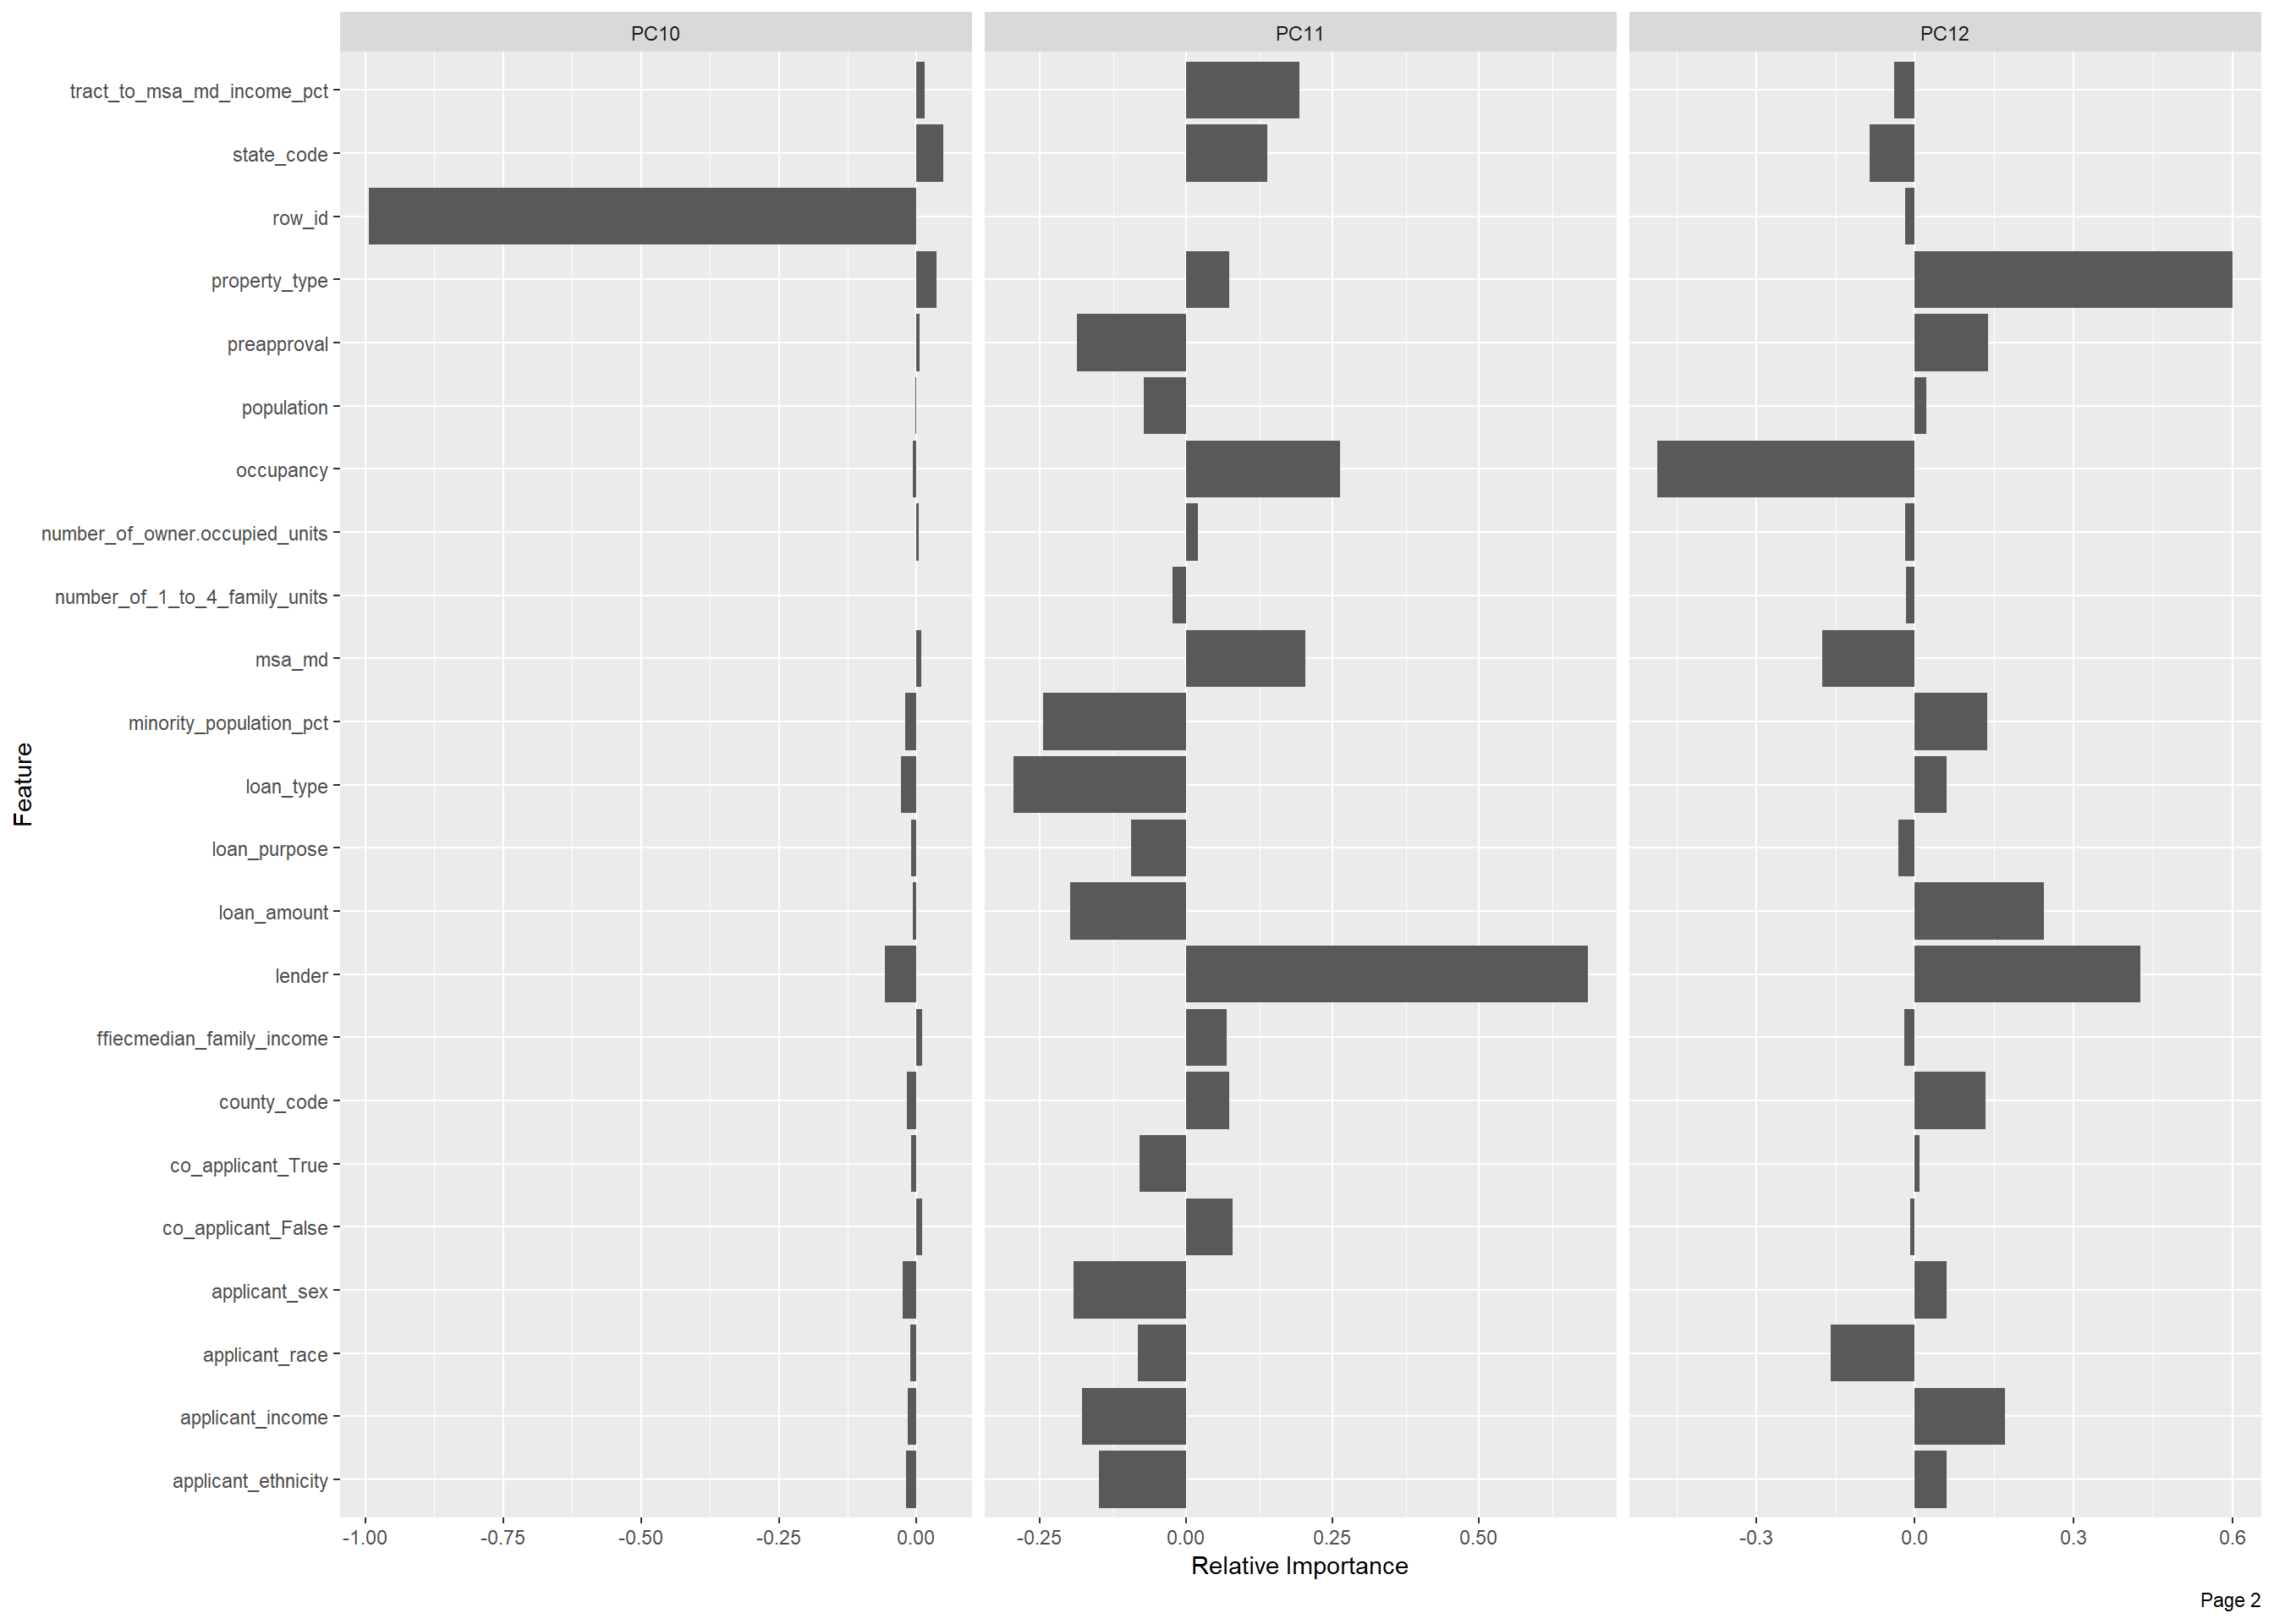 PC10 PC11 PC12
tract_to_msa_md_income_pct
state_code
row_id
property_type
preapproval
population
occupancy
number_of_owner.occupied_units
number_of_1_to_4_family_units
msa_md
minority_population_pct
loan_type
loan_purpose
loan_amount
lender
ffiecmedian_family_income
county_code
co_applicant_True
co_applicant_False
applicant_sex
applicant_race
applicant_income
applicant_ethnicity
Feature
-1.00 -0.75 -0.50 -0.25 0.00 -0.25 0.00 0.25 0.50 -0.3 0.0 0.3 0.6
Relative Importance
Page 2